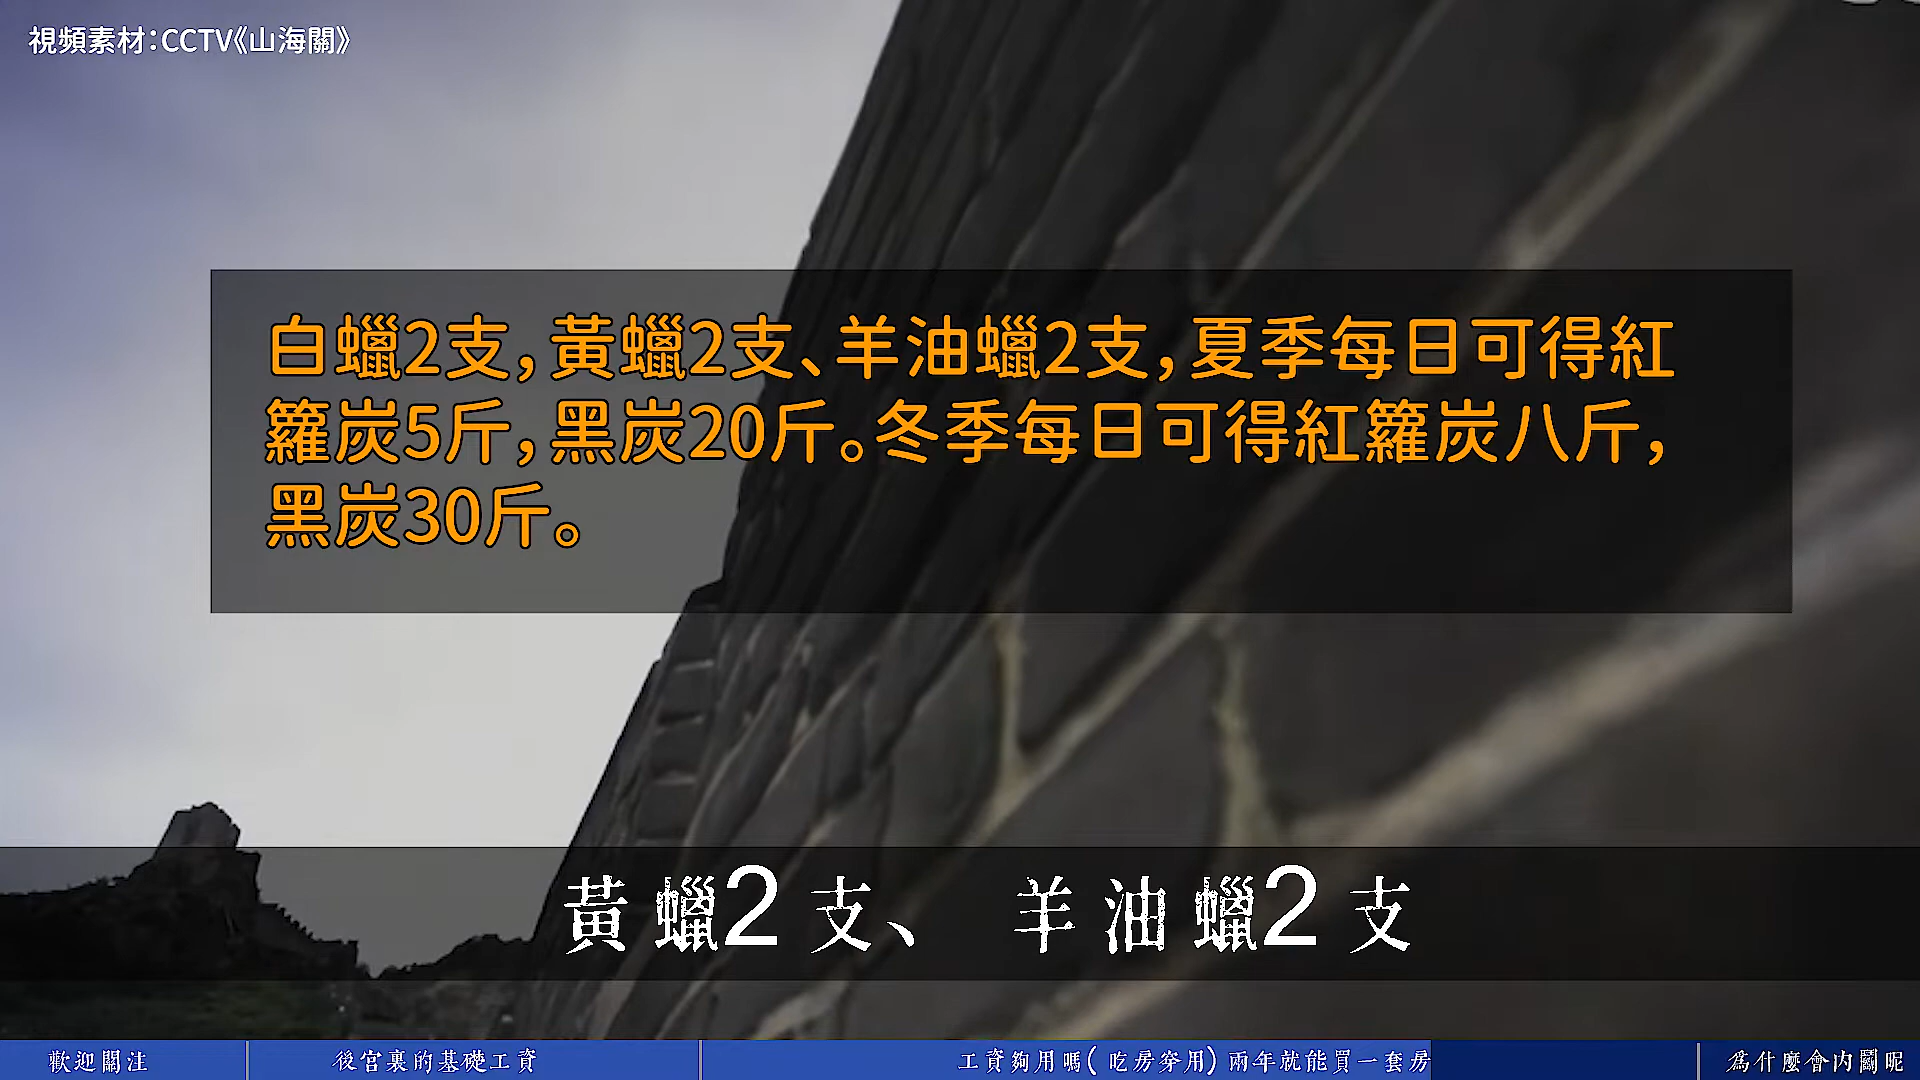 視頻素材：CCTV《山海關》
白蠟2支，黃蠟2支、羊油蠟2支，夏季每日可得紅
籮炭5斤，黑炭20斤。冬季每日可得紅籮炭八斤，
黑炭30斤。
黃蠟2支、 羊油蠟2支
歡迎關注
後宮裏的基礎工資
工資夠用嗎(吃房穿用)兩年就能買一套房
爲什麼會内鬭呢